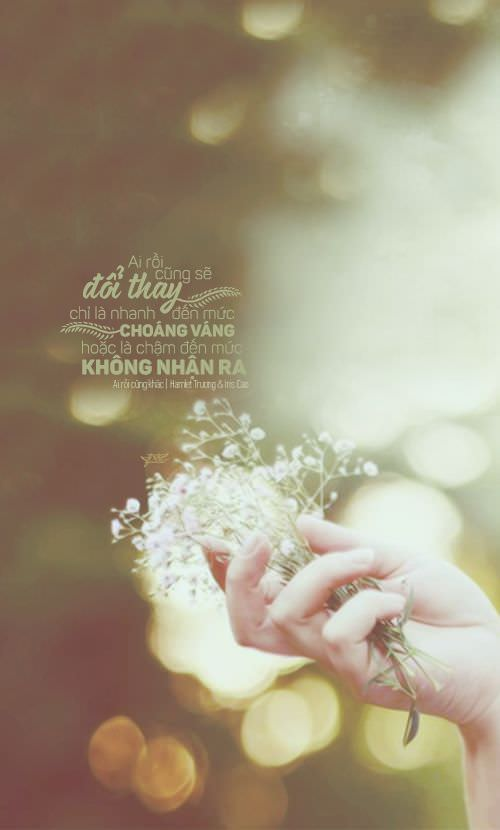 Ai rồi
cũng sẽ
đổi thay
chỉ là nhanh đến mức
CHOÁNG VÁNG
hoặc là chậm đến mức
KHÔNG NHẬN RA
Ai rồi cũng khác | Hamlet Trương & Iris Cao